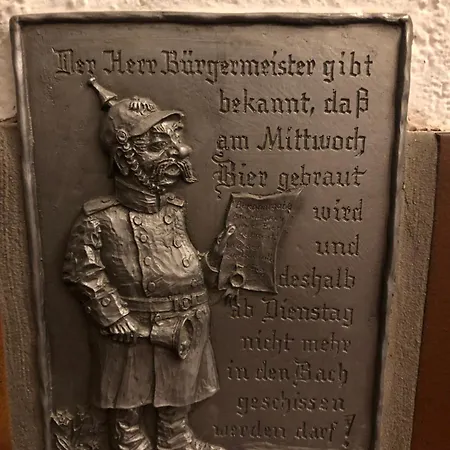 Der Herr Bürgermeister gibt
bekannt, daß
am Mittwoch
Bier gebraut
wird
und
deshalb
ab Dienstag
nicht mehr
in den Bach
geschissen
werden darf!